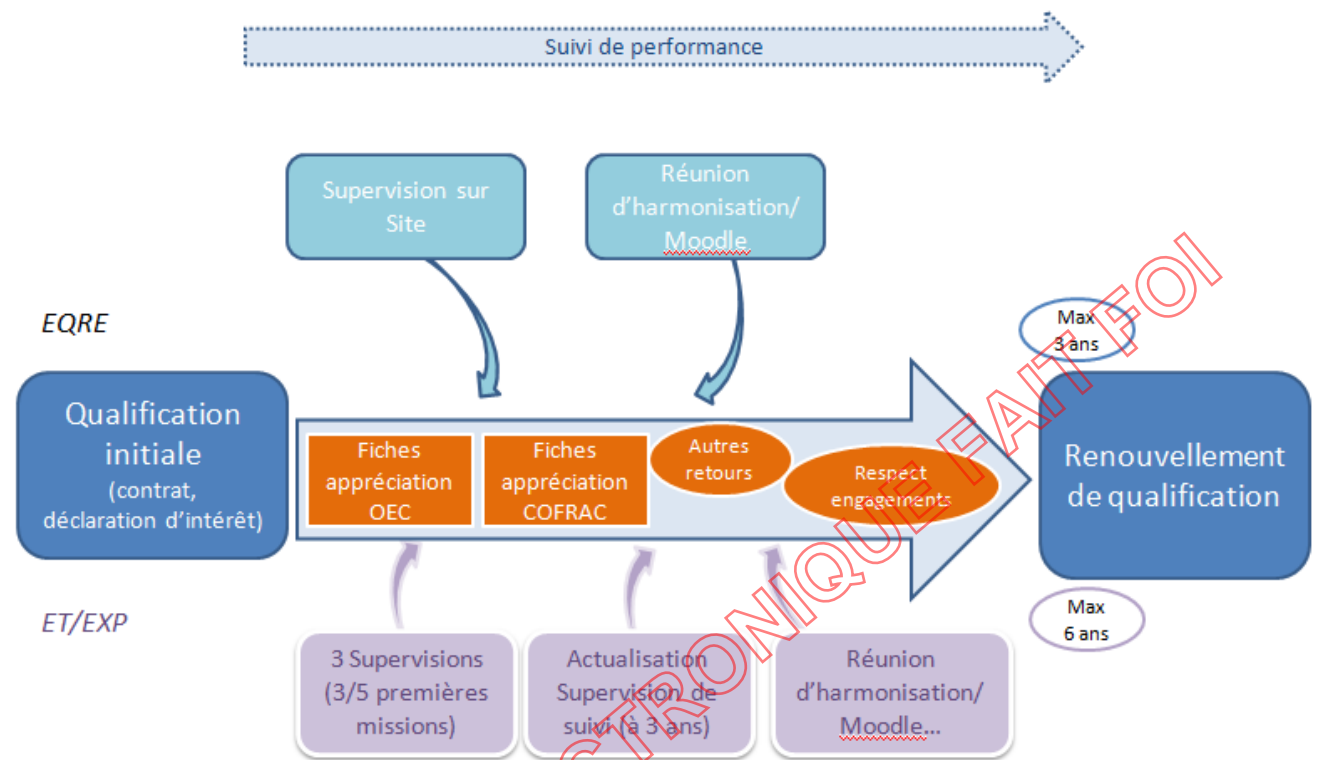 Suivi de performance
Supervision sur
Site
Réunion
d'harmonisation/
Moodle
EQRE
Max
3 ans
Qualification
initiale
(contrat,
déclaration d'intérêt)
Fiches
appréciation
OEC
Fiches
appréciation
COFRAC
Autres
retours
Respect
engagements
Renouvellement
de qualification
ET/EXP
Max
6 ans
3 Supervisions
(3/5 premières
missions)
Actualisation
Supervision de
suivi (à 3 ans)
Réunion
d'harmonisation/
Moodle...
CTRONIQUE FAIT FOI